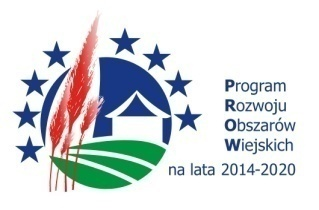 Program
Rozwoju
Obszarów
Wiejskich
na lata 2014-2020